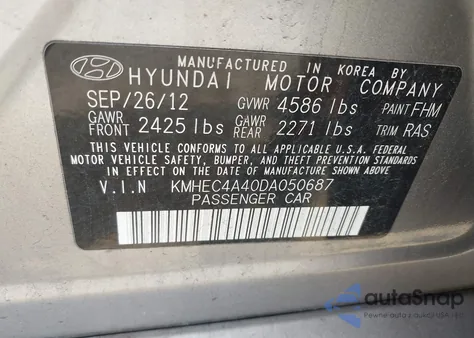 MANUFACTURED IN KOREA BY
HYUNDAI MOTOR COMPANY
SEP/26/12 GVWR 4586 lbs PAINT FHM
GAWR FRONT 2425 lbs GAWR REAR 2271 lbs TRIM RAS
THIS VEHICLE CONFORMS TO ALL APPLICABLE U.S.A. FEDERAL
MOTOR VEHICLE SAFETY, BUMPER, AND THEFT PREVENTION STANDARDS
IN EFFECT ON THE DATE OF MANUFACTURE SHOWN ABOVE.
V.I.N KMHEC4A40DA050687
PASSENGER CAR
autoSnap